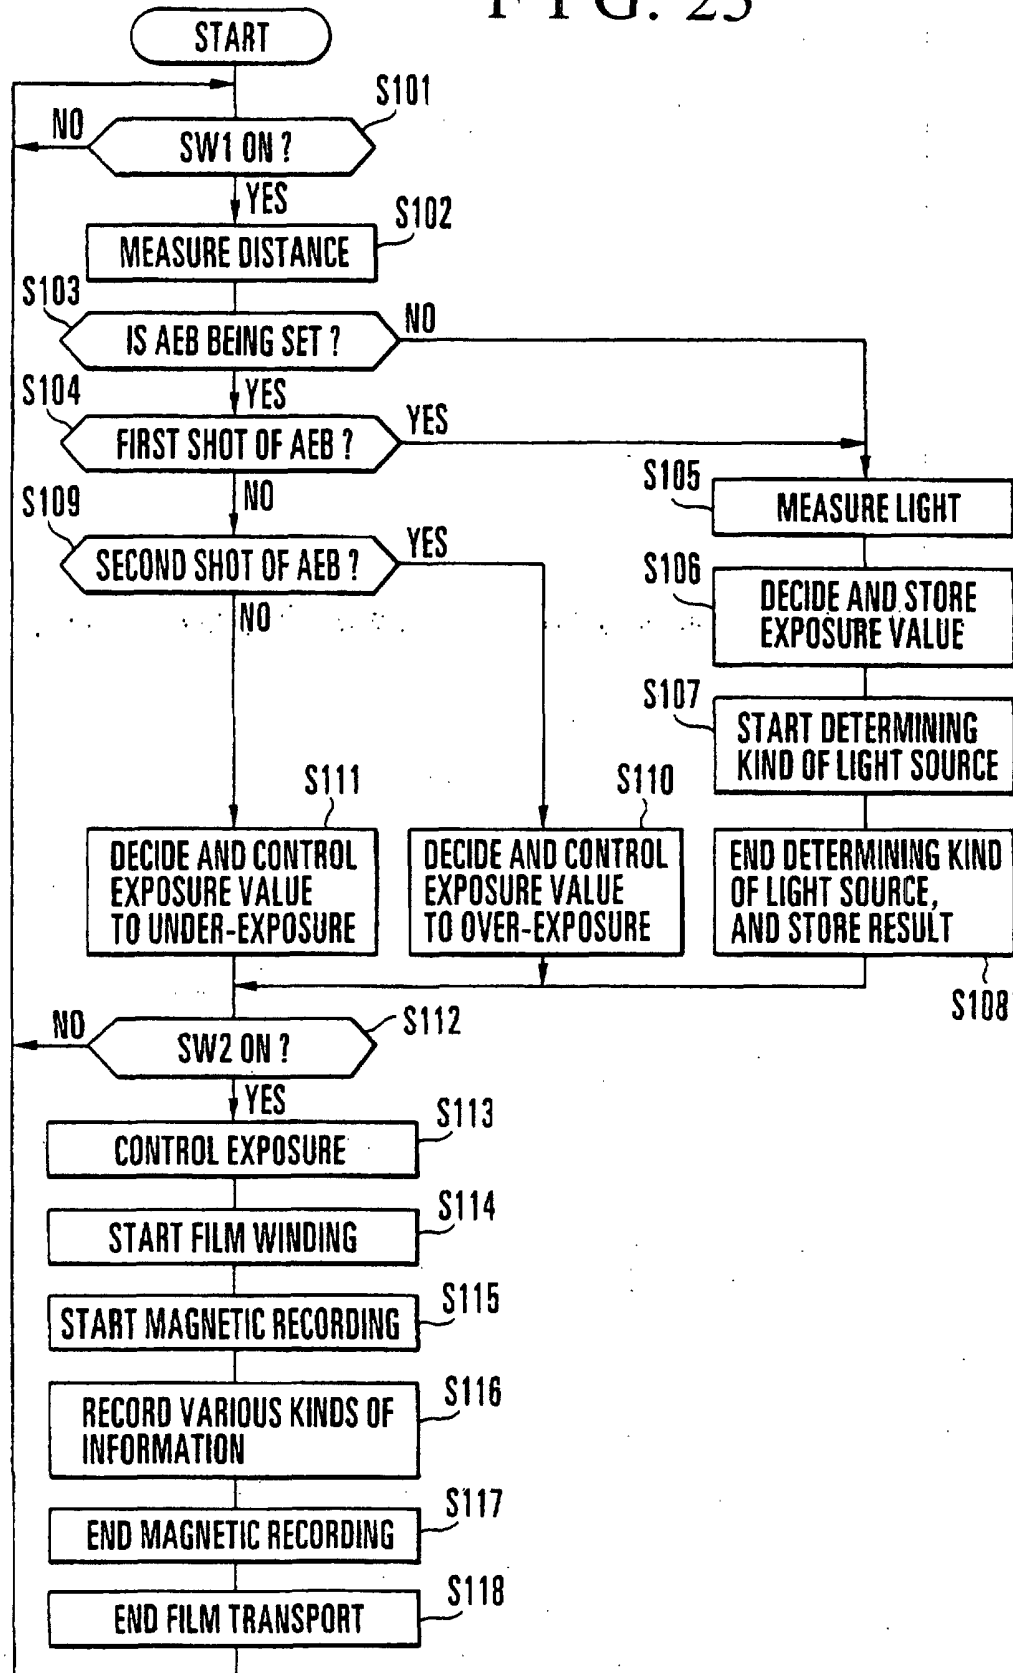 FIG. 23
START
S101
NO
SW1 ON ?
YES
S102
MEASURE DISTANCE
S103
NO
IS AEB BEING SET ?
YES
S104
YES
FIRST SHOT OF AEB ?
NO
S105
MEASURE LIGHT
S109
YES
SECOND SHOT OF AEB ?
NO
S106
DECIDE AND STORE
EXPOSURE VALUE
S107
START DETERMINING
KIND OF LIGHT SOURCE
S111
DECIDE AND CONTROL
EXPOSURE VALUE
TO UNDER-EXPOSURE
S110
DECIDE AND CONTROL
EXPOSURE VALUE
TO OVER-EXPOSURE
END DETERMINING KIND
OF LIGHT SOURCE,
AND STORE RESULT
S108
NO
S112
SW2 ON ?
YES
S113
CONTROL EXPOSURE
S114
START FILM WINDING
S115
START MAGNETIC RECORDING
S116
RECORD VARIOUS KINDS OF
INFORMATION
S117
END MAGNETIC RECORDING
S118
END FILM TRANSPORT